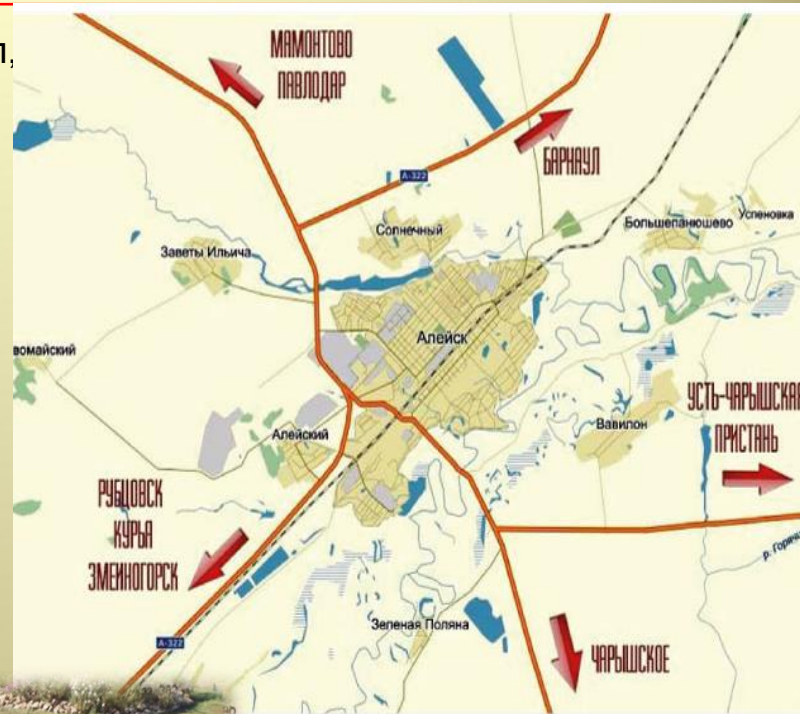 МАМОНТОВО
ПАВЛОДАР
БАРНАУЛ
А-322
Солнечный
Большепанюшево
Успеновка
Заветы Ильича
Алейск
вомайский
УСТЬ-ЧАРЫШСКАЯ
ПРИСТАНЬ
Вавилон
Алейский
РУБЦОВСК
КУРЬЯ
ЗМЕИНОГОРСК
Зеленая Поляна
А-322
ЧАРЫШСКОЕ